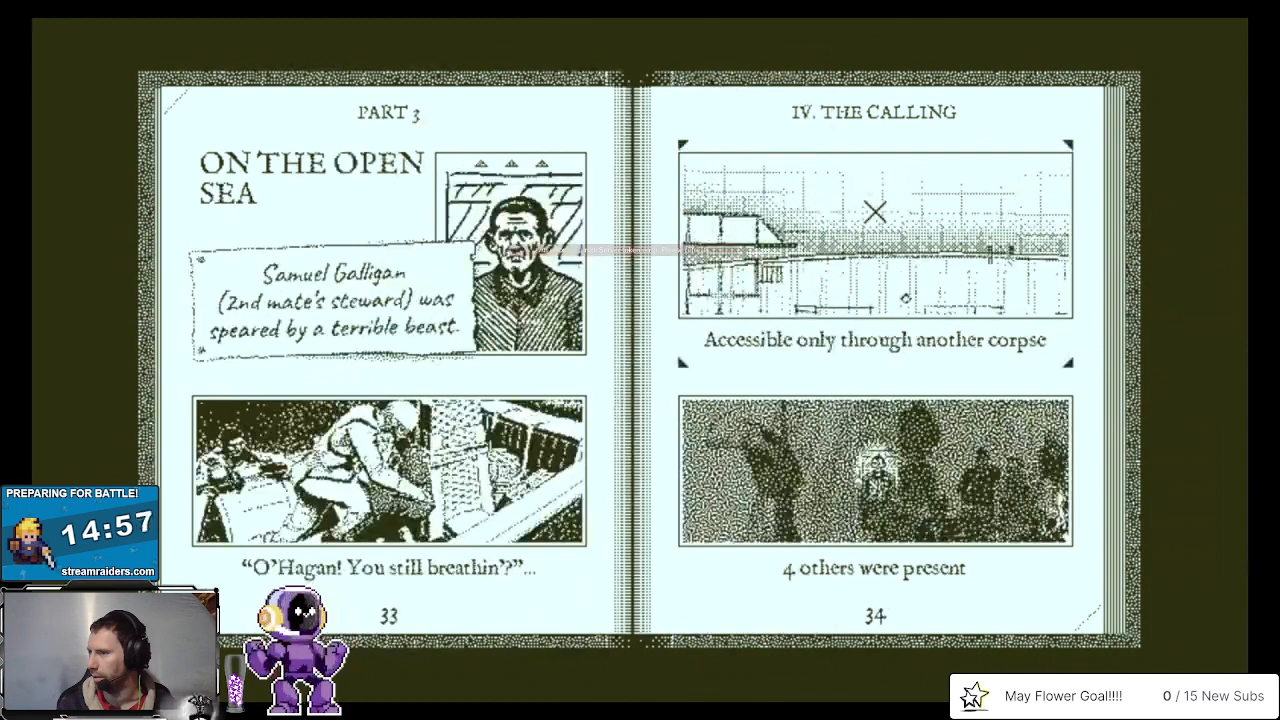 PART 3
ON THE OPEN
SEA
Samuel Galligan
(2nd mate's steward) was
speared by a terrible beast.
"O'Hagan! You still breathin'?"...
33
IV. THE CALLING
Accessible only through another corpse
4 others were present
34
PREPARING FOR BATTLE!
14:57
streamraiders.com
May Flower Goal!!!! 0 / 15 New Subs